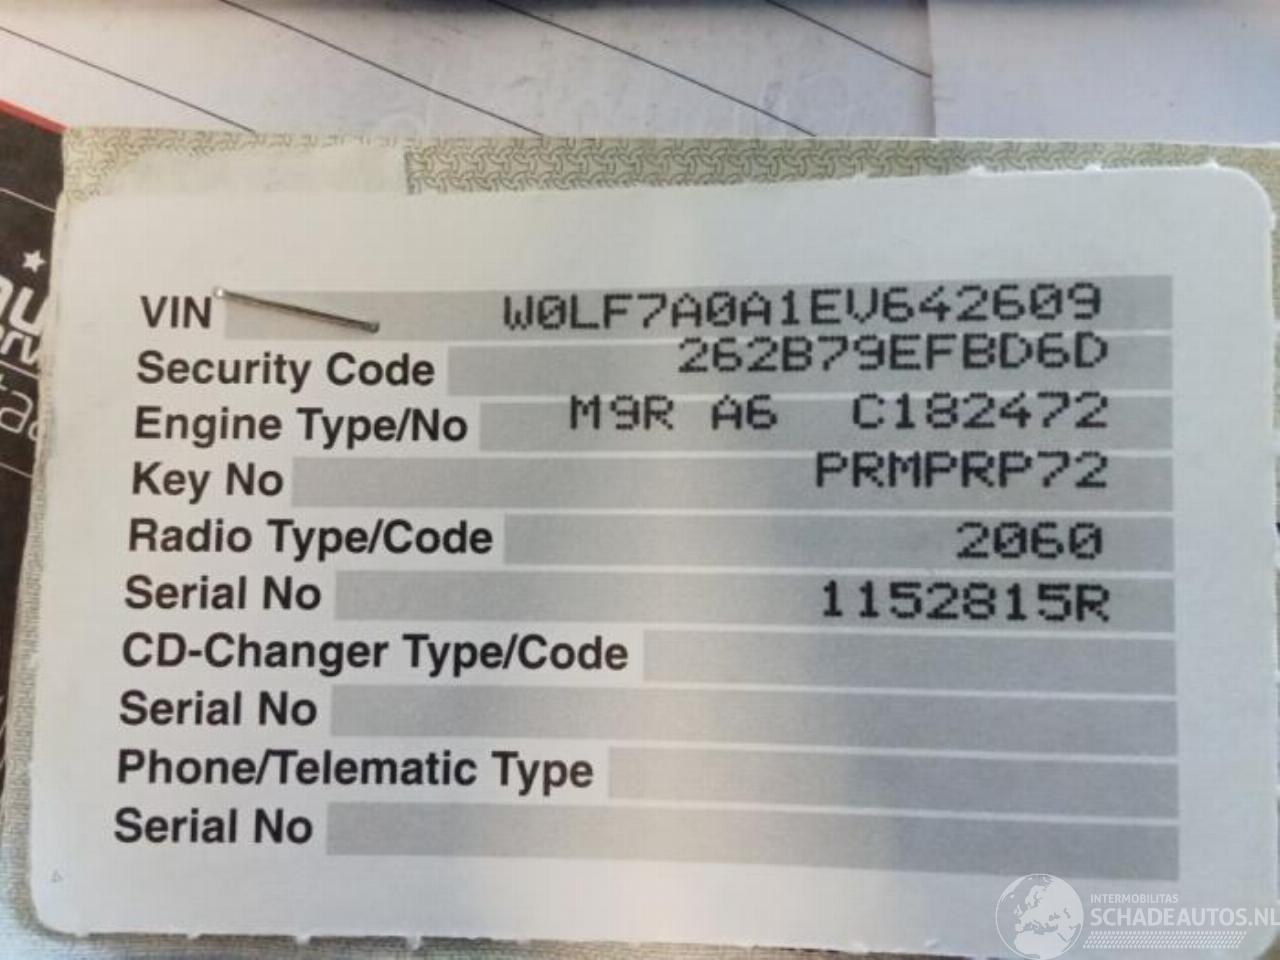 VIN W0LF7A0A1EV642609
Security Code 262B79EFBD6D
Engine Type/No M9R A6 C182472
Key No PRMPRP72
Radio Type/Code 2060
Serial No 1152815R
CD-Changer Type/Code
Serial No
Phone/Telematic Type
Serial No
INTERMOBILITAS
SCHADEAUTOS.NL